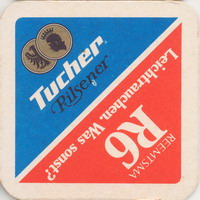 Tucher
Pilsener
REEMTSMA
R6
Leichtrauchen. Was sonst?